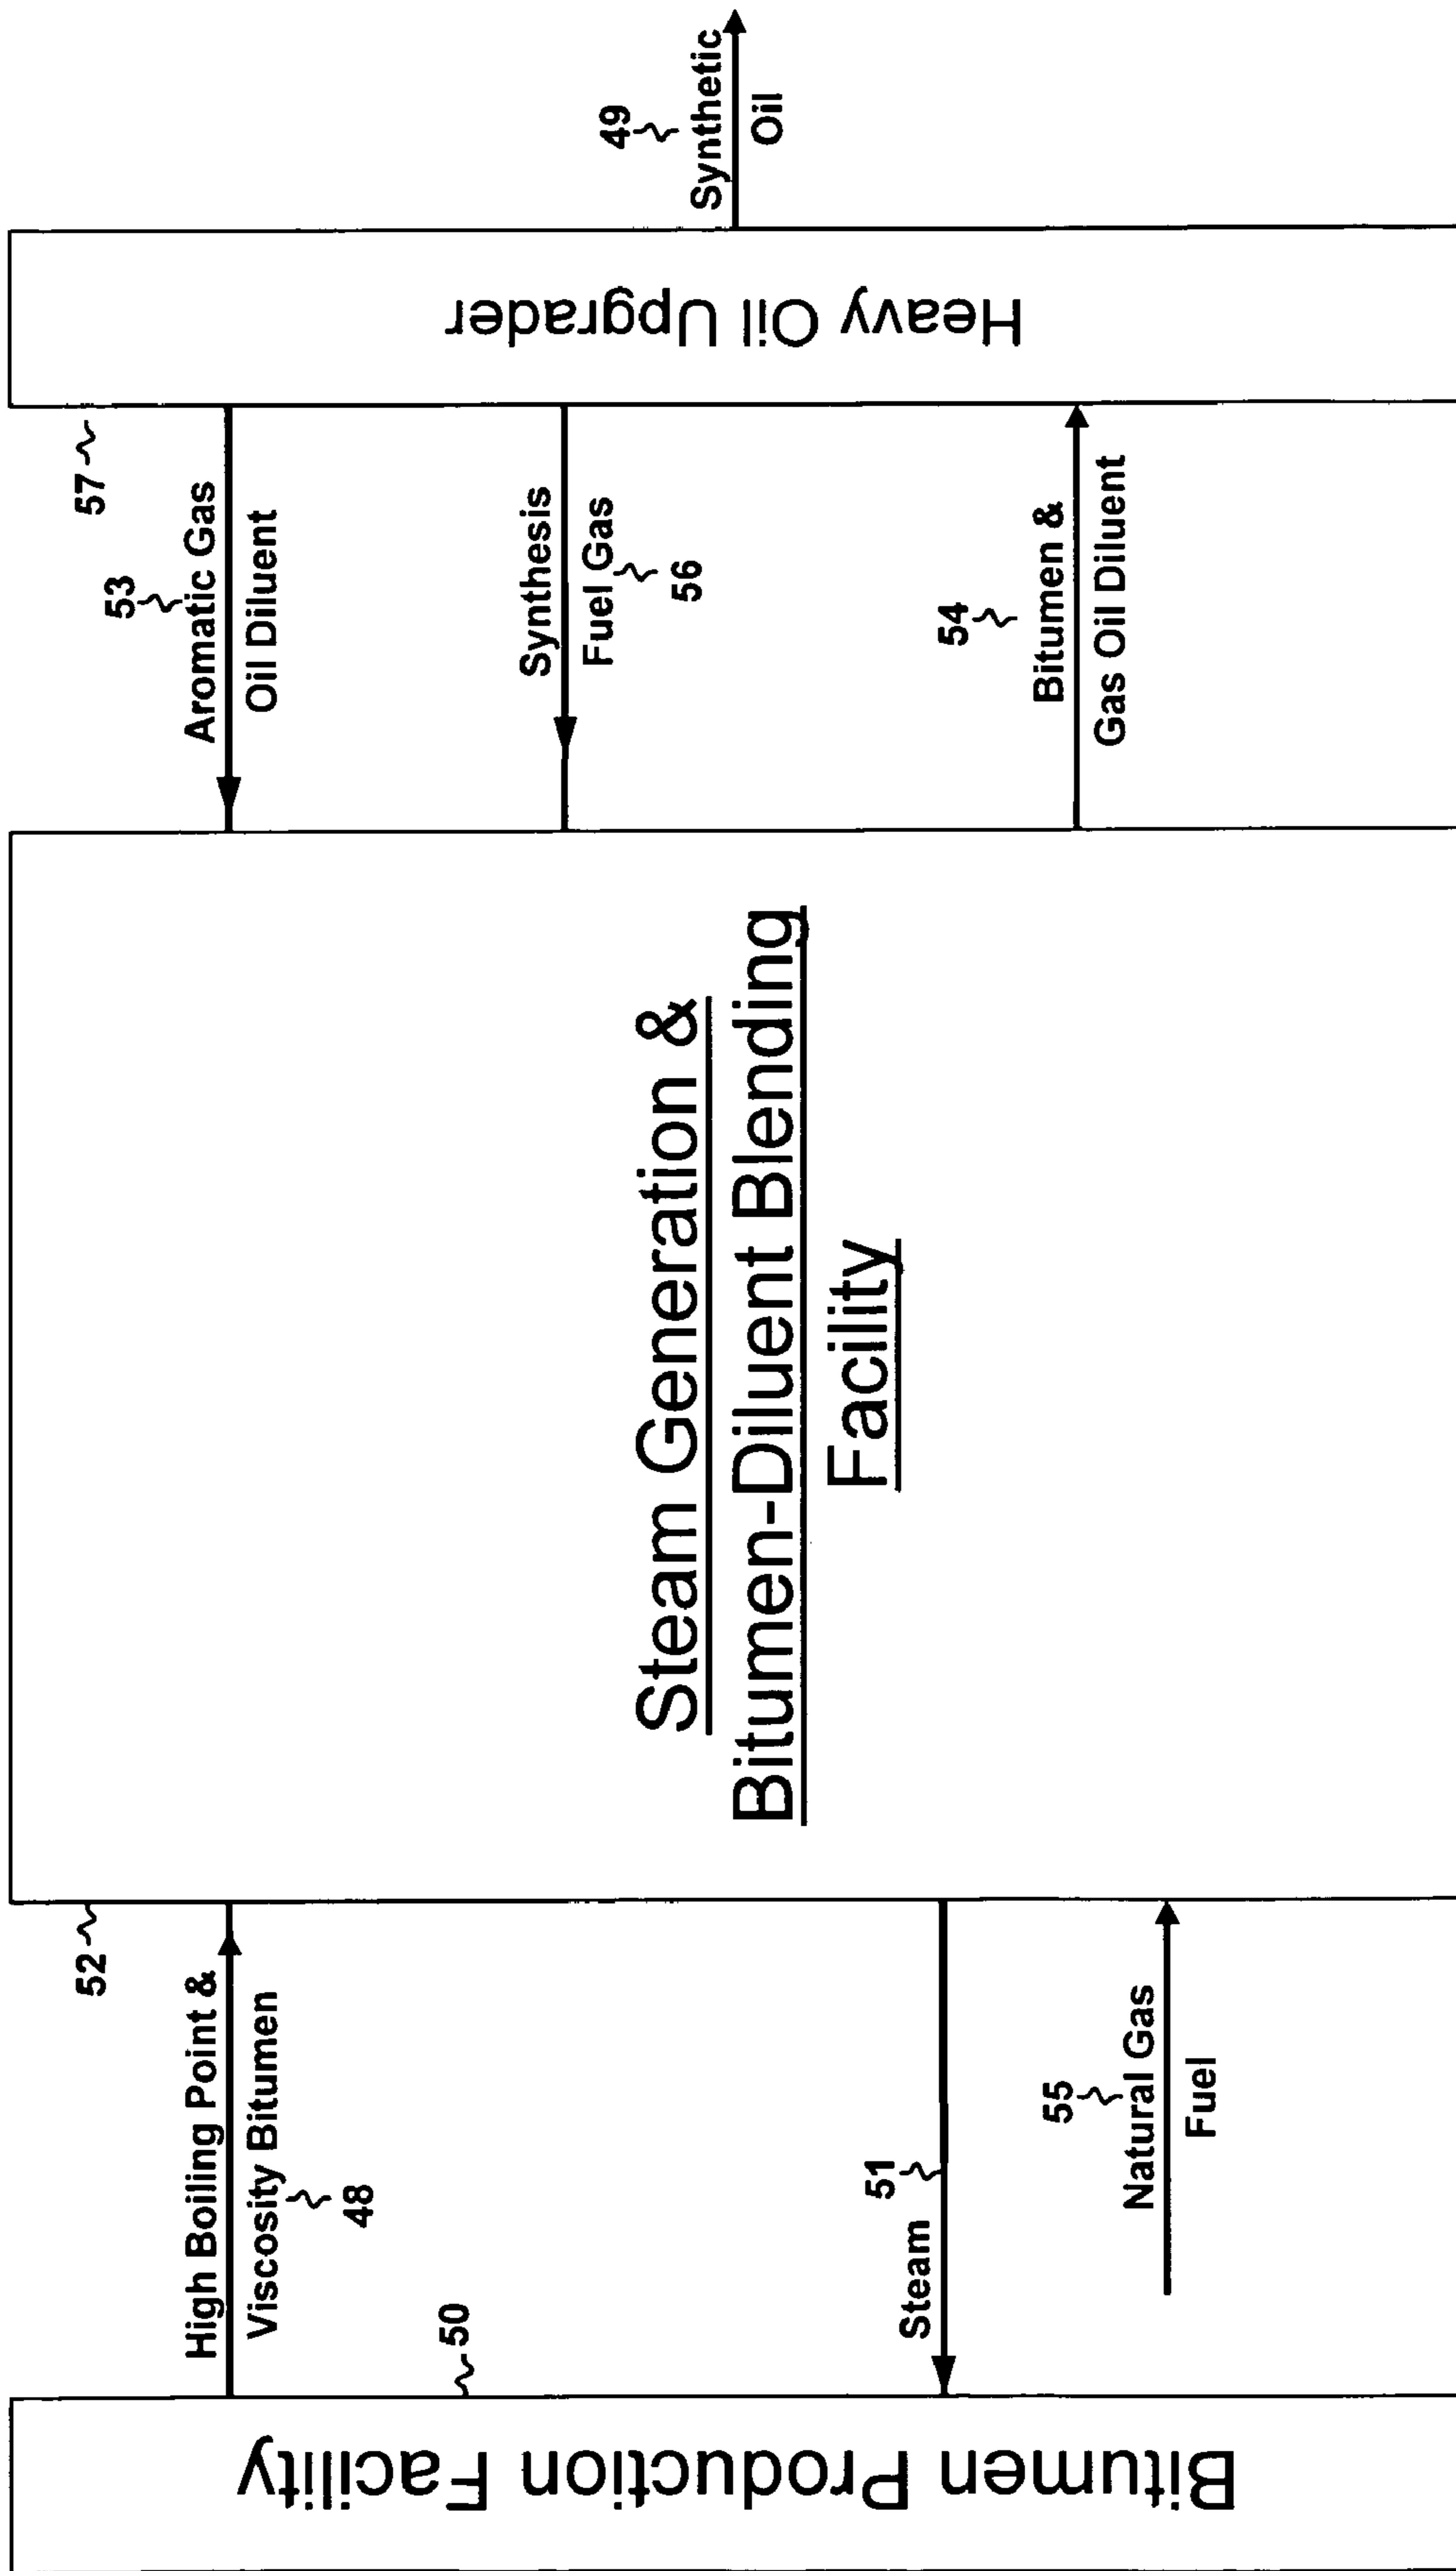 Bitumen Production Facility
50
High Boiling Point &
Viscosity Bitumen
48
51
Steam
55
Natural Gas
Fuel
52
Steam Generation &
Bitumen-Diluent Blending
Facility
57
53
Aromatic Gas
Oil Diluent
Synthesis
Fuel Gas
56
54
Bitumen &
Gas Oil Diluent
Heavy Oil Upgrader
49
Synthetic
Oil